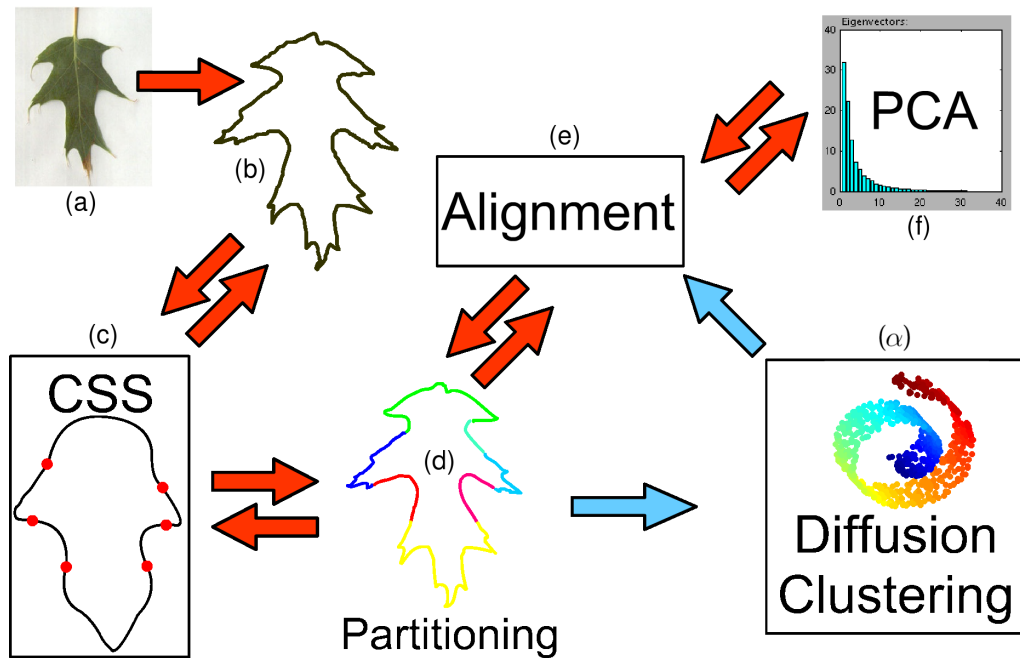 (a)
(b)
(c)
CSS
(d)
Partitioning
(e)
Alignment
Eigenvectors:
40
30
20
10
0
0 10 20 30 40
PCA
(f)
(α)
Diffusion
Clustering